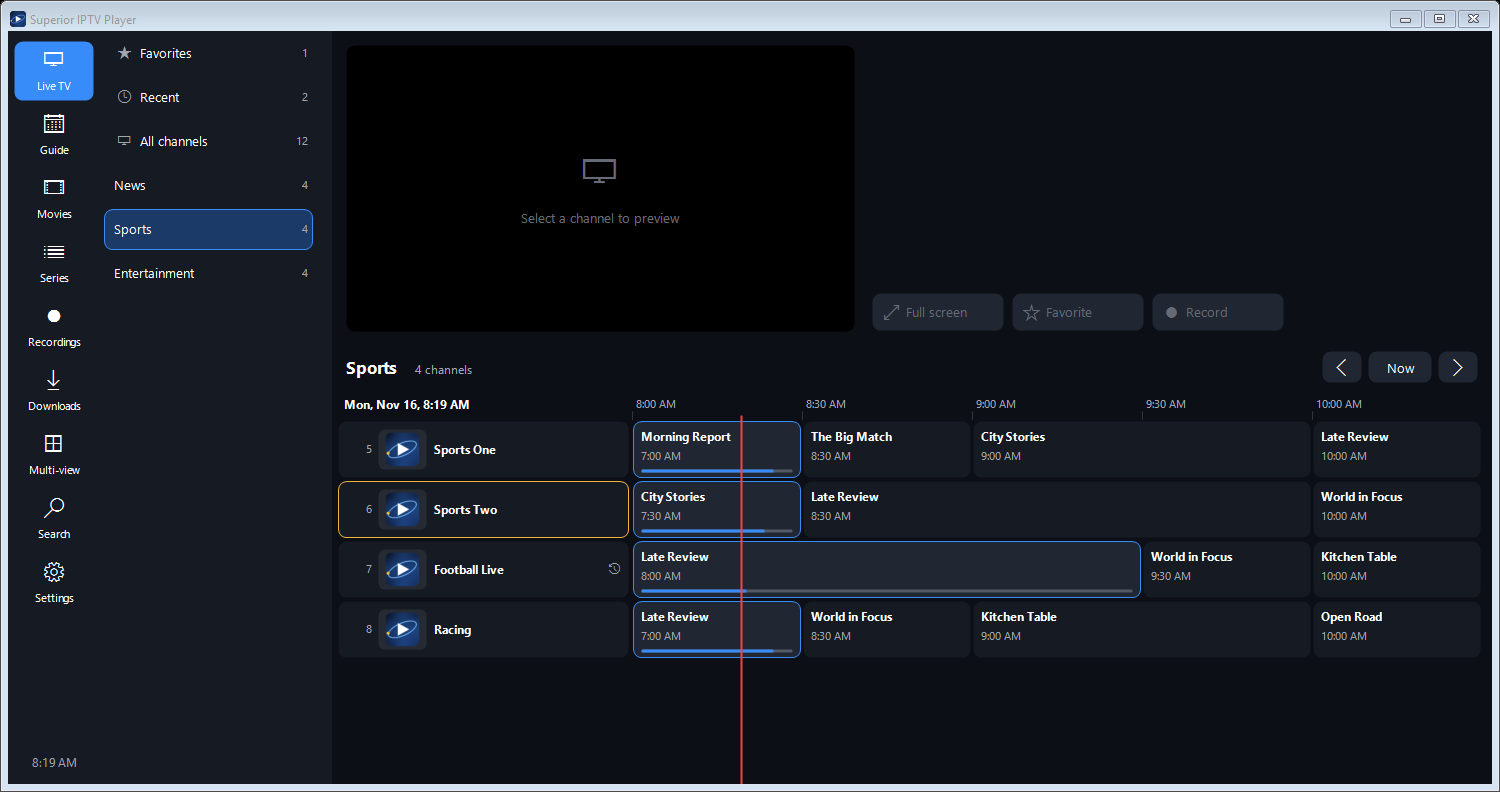 Superior IPTV Player
Live TV
Guide
Movies
Series
Recordings
Downloads
Multi-view
Search
Settings
8:19 AM
Favorites 1
Recent 2
All channels 12
News 4
Sports 4
Entertainment 4
Select a channel to preview
Full screen
Favorite
Record
Sports 4 channels
Now
Mon, Nov 16, 8:19 AM
8:00 AM 8:30 AM 9:00 AM 9:30 AM 10:00 AM
5 Sports One
Morning Report The Big Match City Stories Late Review
7:00 AM 8:30 AM 9:00 AM 10:00 AM
6 Sports Two
City Stories Late Review World in Focus
7:30 AM 8:30 AM 10:00 AM
7 Football Live
Late Review World in Focus Kitchen Table
8:00 AM 9:30 AM 10:00 AM
8 Racing
Late Review World in Focus Kitchen Table Open Road
7:00 AM 8:30 AM 9:00 AM 10:00 AM